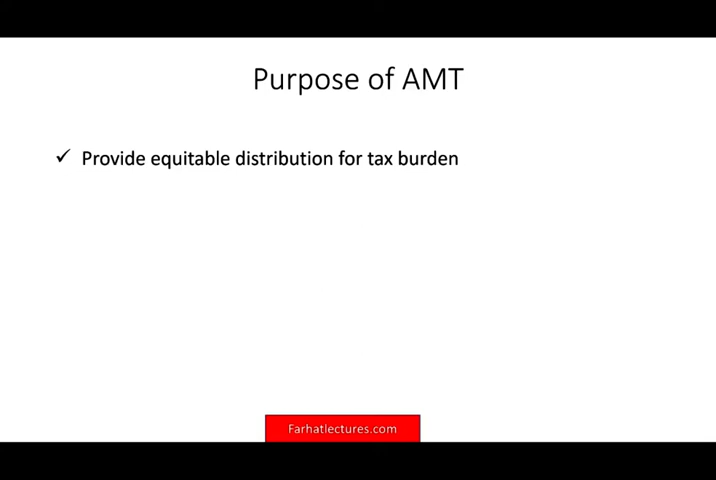 Purpose of AMT
✓ Provide equitable distribution for tax burden
Farhatlectures.com